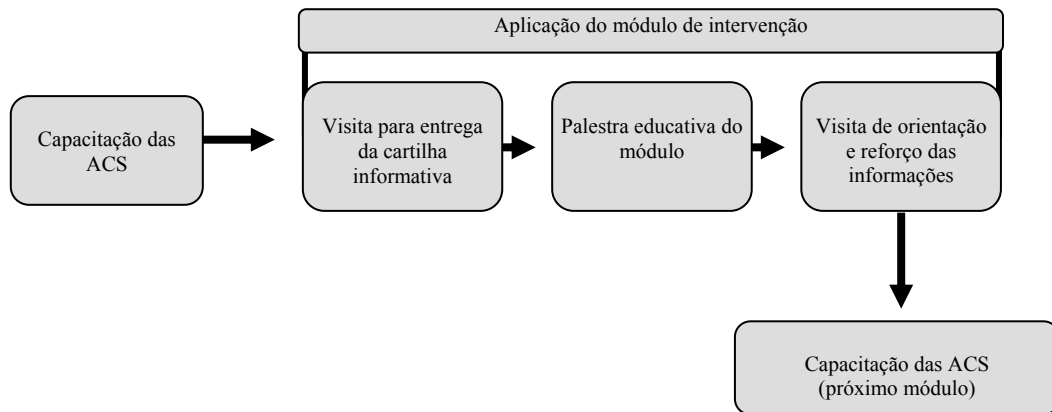 Aplicação do módulo de intervenção
Capacitação das
ACS
Visita para entrega
da cartilha
informativa
Palestra educativa do
módulo
Visita de orientação
e reforço das
informações
Capacitação das ACS
(próximo módulo)